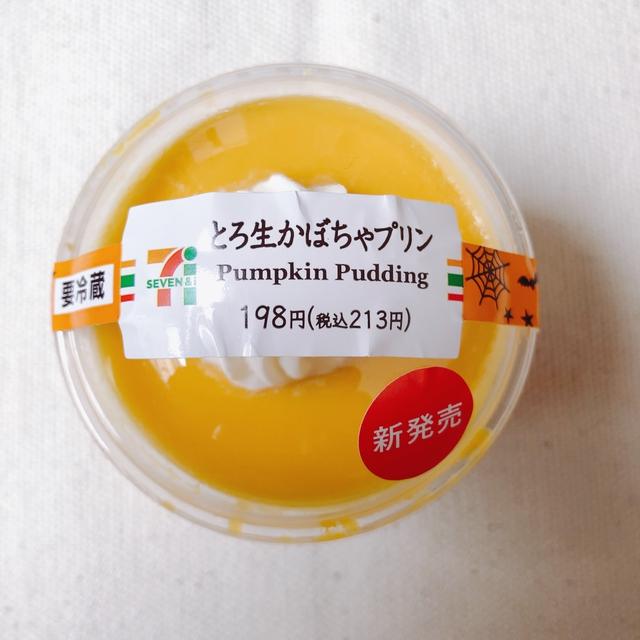 とろ生かぼちゃプリン
Pumpkin Pudding
198円(税込213円)
要冷蔵
SEVEN & i
新発売